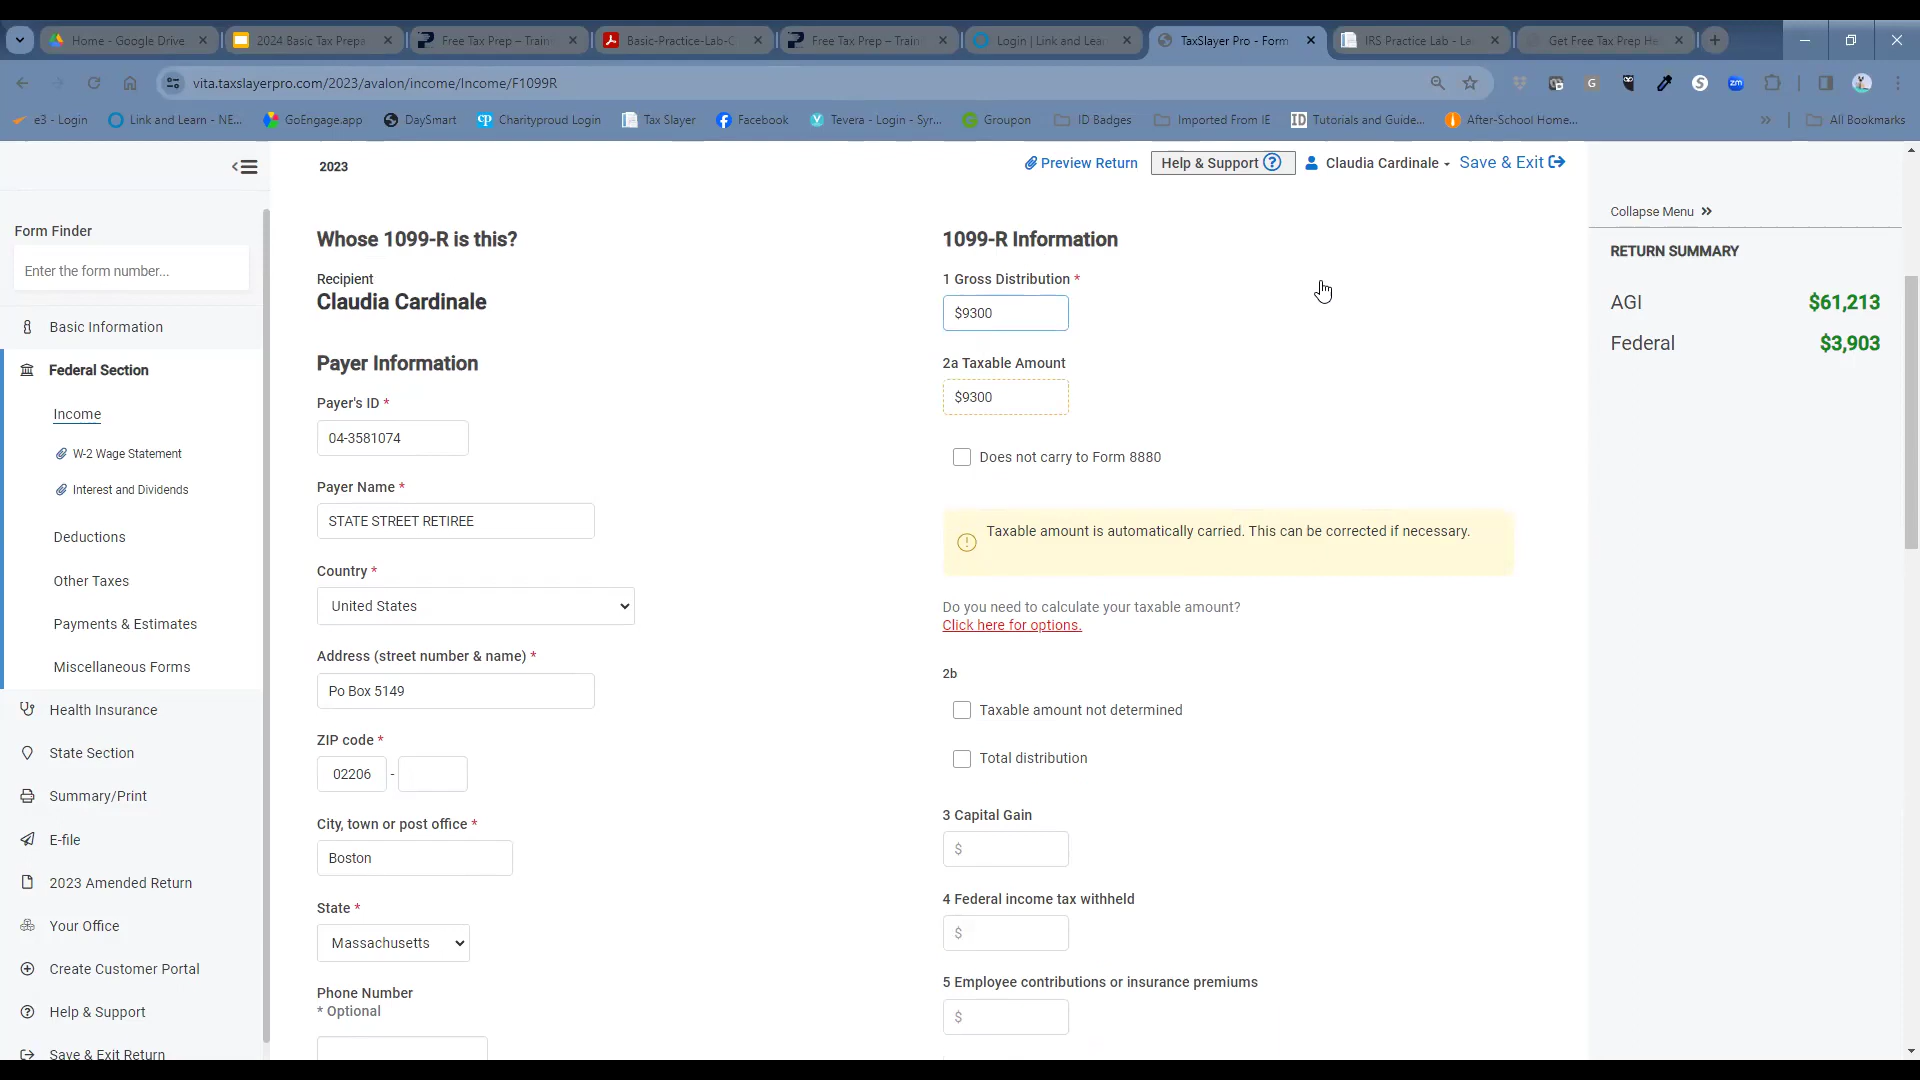 Home - Google Drive
2024 Basic Tax Prepa
Free Tax Prep – Train
Basic-Practice-Lab-C
Free Tax Prep – Train
Login | Link and Lea
TaxSlayer Pro - Form
IRS Practice Lab - La
Get Free Tax Prep He
vita.taxslayerpro.com/2023/avalon/income/Income/F1099R
e3 - Login
Link and Learn - NE...
GoEngage.app
DaySmart
Charityproud Login
Tax Slayer
Facebook
Tevera - Login - Syr...
Groupon
ID Badges
Imported From IE
Tutorials and Guide...
After-School Home...
»
All Bookmarks
2023
Preview Return
Help & Support
Claudia Cardinale
Save & Exit
Form Finder
Enter the form number...
Basic Information
Federal Section
Income
W-2 Wage Statement
Interest and Dividends
Deductions
Other Taxes
Payments & Estimates
Miscellaneous Forms
Health Insurance
State Section
Summary/Print
E-file
2023 Amended Return
Your Office
Create Customer Portal
Help & Support
Save & Exit Return
Whose 1099-R is this?
Recipient
Claudia Cardinale
Payer Information
Payer's ID *
04-3581074
Payer Name *
STATE STREET RETIREE
Country *
United States
Address (street number & name) *
Po Box 5149
ZIP code *
02206 -
City, town or post office *
Boston
State *
Massachusetts
Phone Number
* Optional
1099-R Information
1 Gross Distribution *
$9300
2a Taxable Amount
$9300
Does not carry to Form 8880
Taxable amount is automatically carried. This can be corrected if necessary.
Do you need to calculate your taxable amount?
Click here for options.
2b
Taxable amount not determined
Total distribution
3 Capital Gain
$
4 Federal income tax withheld
$
5 Employee contributions or insurance premiums
$
Collapse Menu »
RETURN SUMMARY
AGI $61,213
Federal $3,903